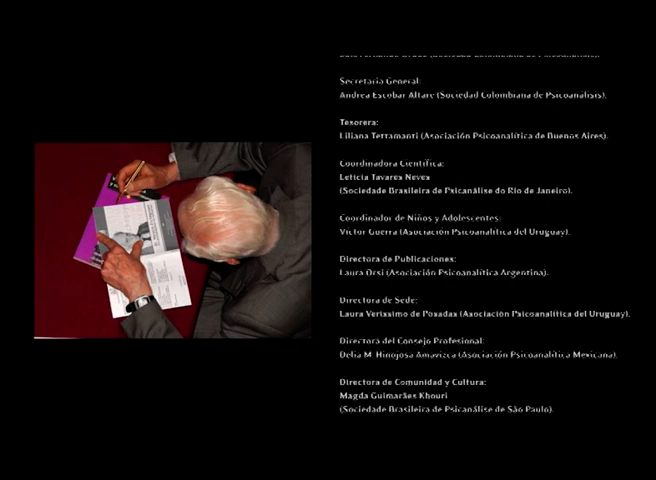 Secretaria General:
Andrea Escobar Altare (Sociedad Colombiana de Psicoanálisis).
Tesorera:
Liliana Tettamanti (Asociación Psicoanalítica de Buenos Aires).
Coordinadora Científica:
Leticia Tavares Neves
(Sociedade Brasileira de Psicanálise do Rio de Janeiro).
Coordinador de Niños y Adolescentes:
Víctor Guerra (Asociación Psicoanalítica del Uruguay).
Directora de Publicaciones:
Laura Orsi (Asociación Psicoanalítica Argentina).
Directora de Sede:
Laura Verissimo de Posadas (Asociación Psicoanalítica del Uruguay).
Directora del Consejo Profesional:
Delia M. Hinojosa Amavizca (Asociación Psicoanalítica Mexicana).
Directora de Comunidad y Cultura:
Magda Guimarães Khouri
(Sociedade Brasileira de Psicanálise de São Paulo).